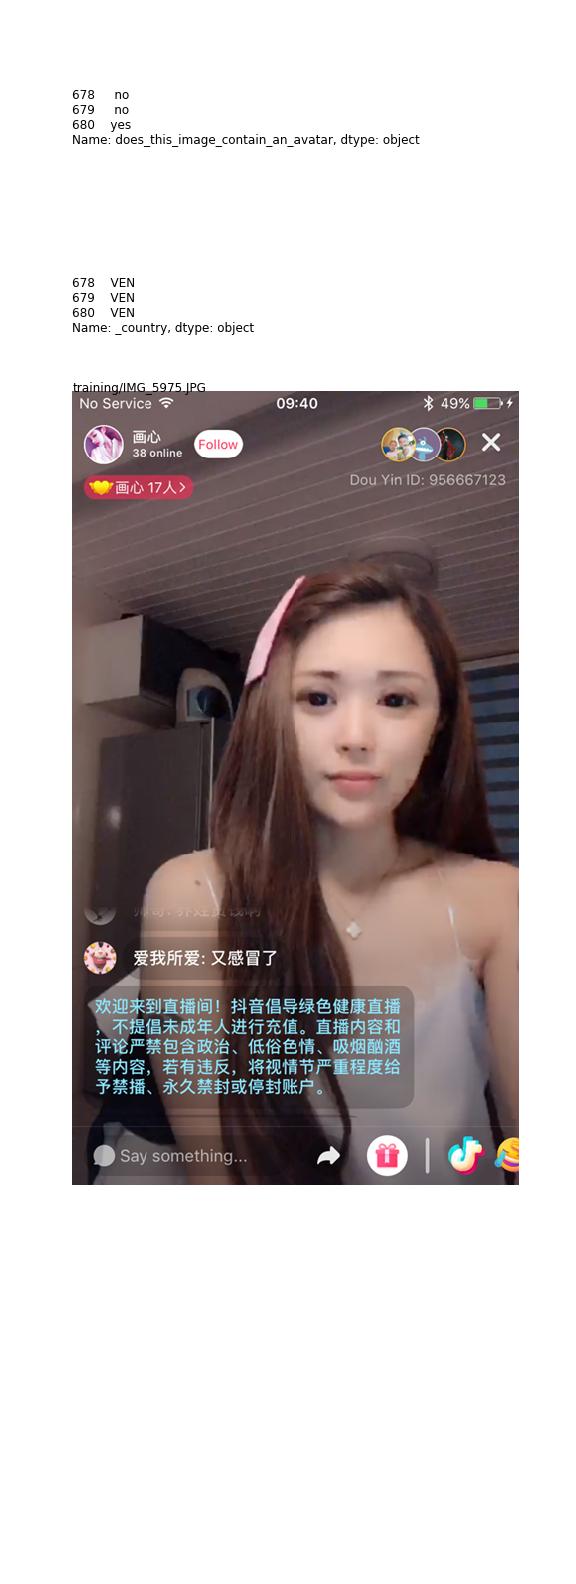 678 no
679 no
680 yes
Name: does_this_image_contain_an_avatar, dtype: object
678 VEN
679 VEN
680 VEN
Name: _country, dtype: object
training/IMG_5975.JPG
No Service 09:40 49%
画心
38 online
Follow
画心 17人>
Dou Yin ID: 956667123
爱我所爱: 又感冒了
欢迎来到直播间！抖音倡导绿色健康直播
，不提倡未成年人进行充值。直播内容和
评论严禁包含政治、低俗色情、吸烟酗酒
等内容，若有违反，将视情节严重程度给
予禁播、永久禁封或停封账户。
Say something...